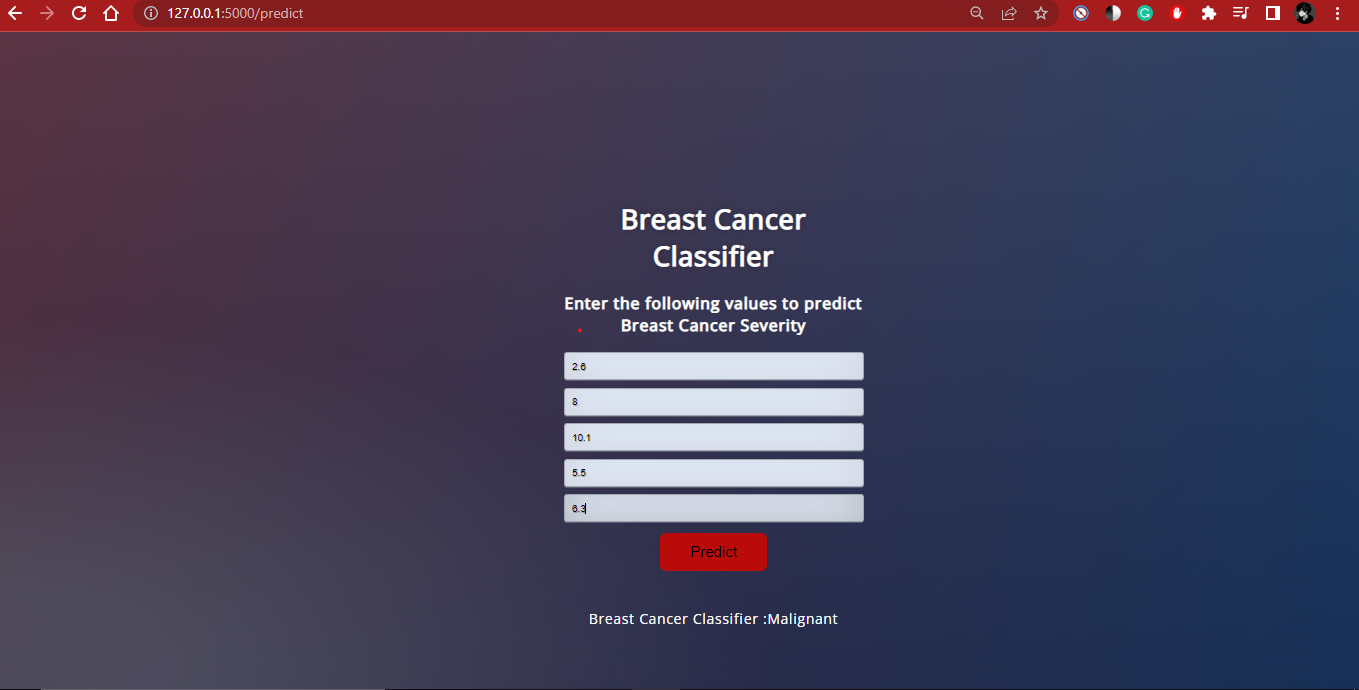 127.0.0.1:5000/predict
Breast Cancer
Classifier
Enter the following values to predict
Breast Cancer Severity
2.6
8
10.1
5.5
6.3
Predict
Breast Cancer Classifier :Malignant